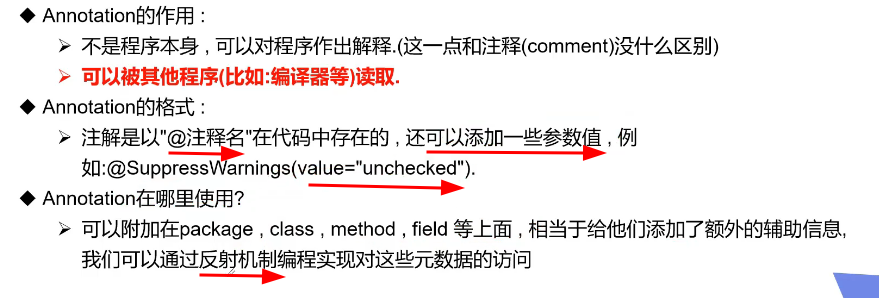 ◆ Annotation的作用 :
➢ 不是程序本身 , 可以对程序作出解释.(这一点和注释(comment)没什么区别)
➢ 可以被其他程序(比如:编译器等)读取.
◆ Annotation的格式 :
➢ 注解是以"@注释名"在代码中存在的 , 还可以添加一些参数值 , 例
如:@SuppressWarnings(value="unchecked").
◆ Annotation在哪里使用?
➢ 可以附加在package , class , method , field 等上面 , 相当于给他们添加了额外的辅助信息,
我们可以通过反射机制编程实现对这些元数据的访问